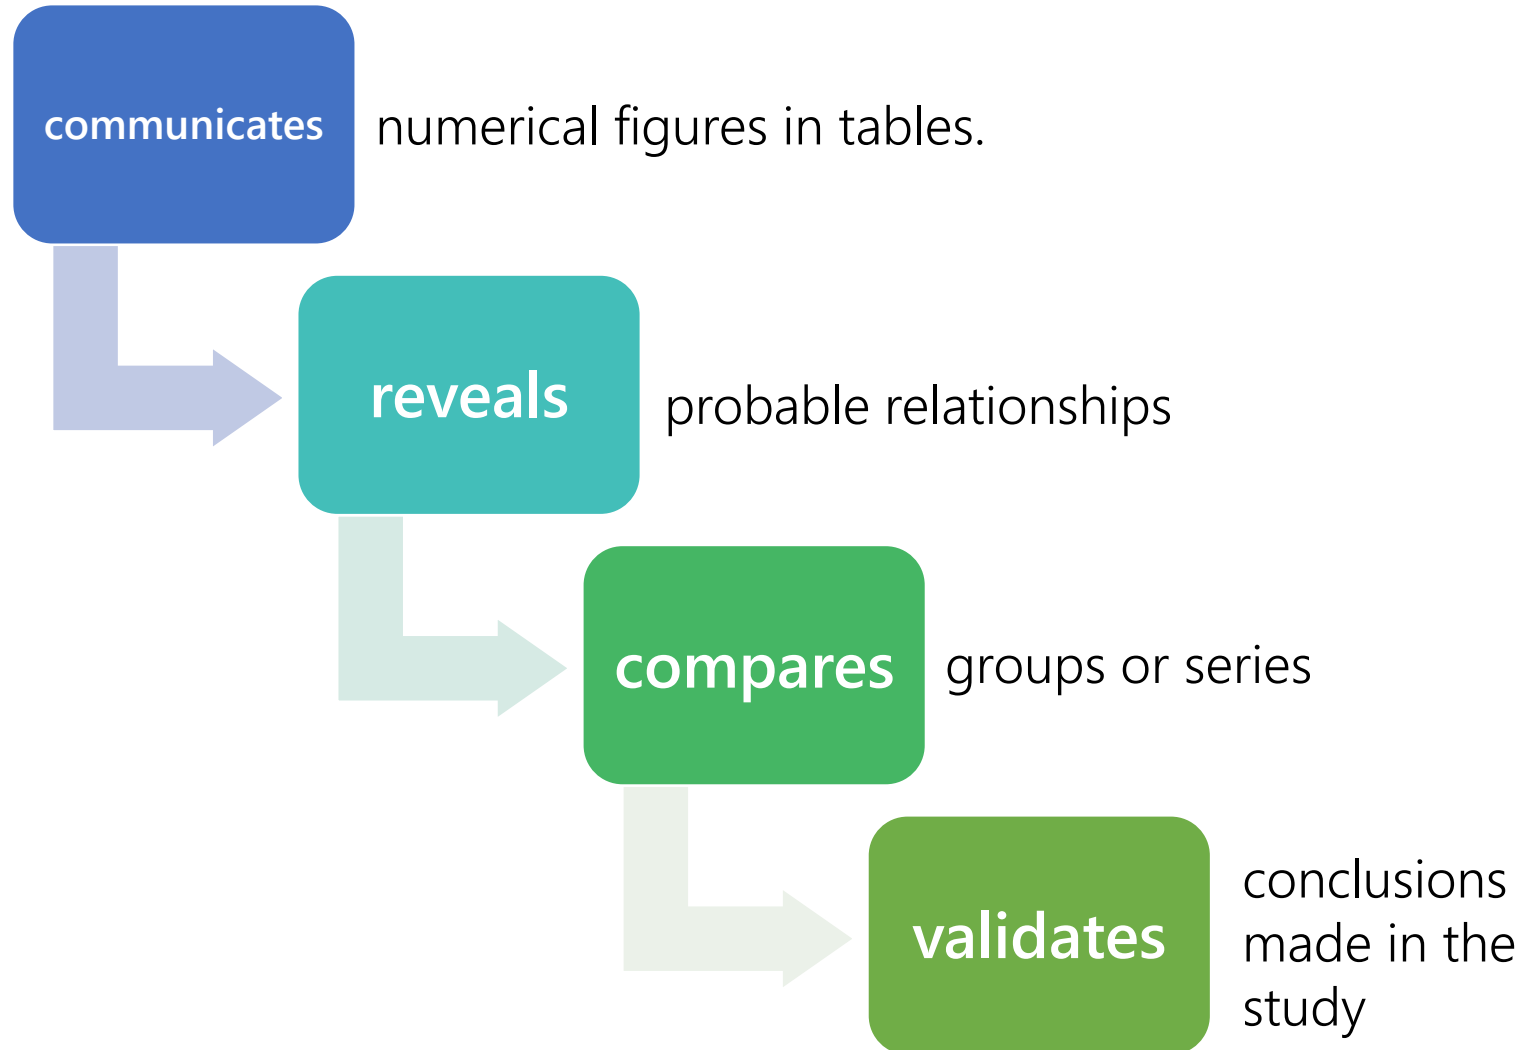 communicates
numerical figures in tables.
reveals
probable relationships
compares
groups or series
validates
conclusions
made in the
study